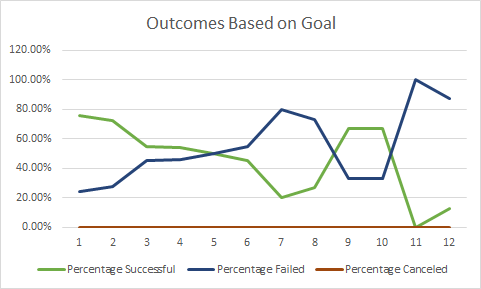 Outcomes Based on Goal
120.00%
100.00%
80.00%
60.00%
40.00%
20.00%
0.00%
1 2 3 4 5 6 7 8 9 10 11 12
Percentage Successful Percentage Failed Percentage Canceled